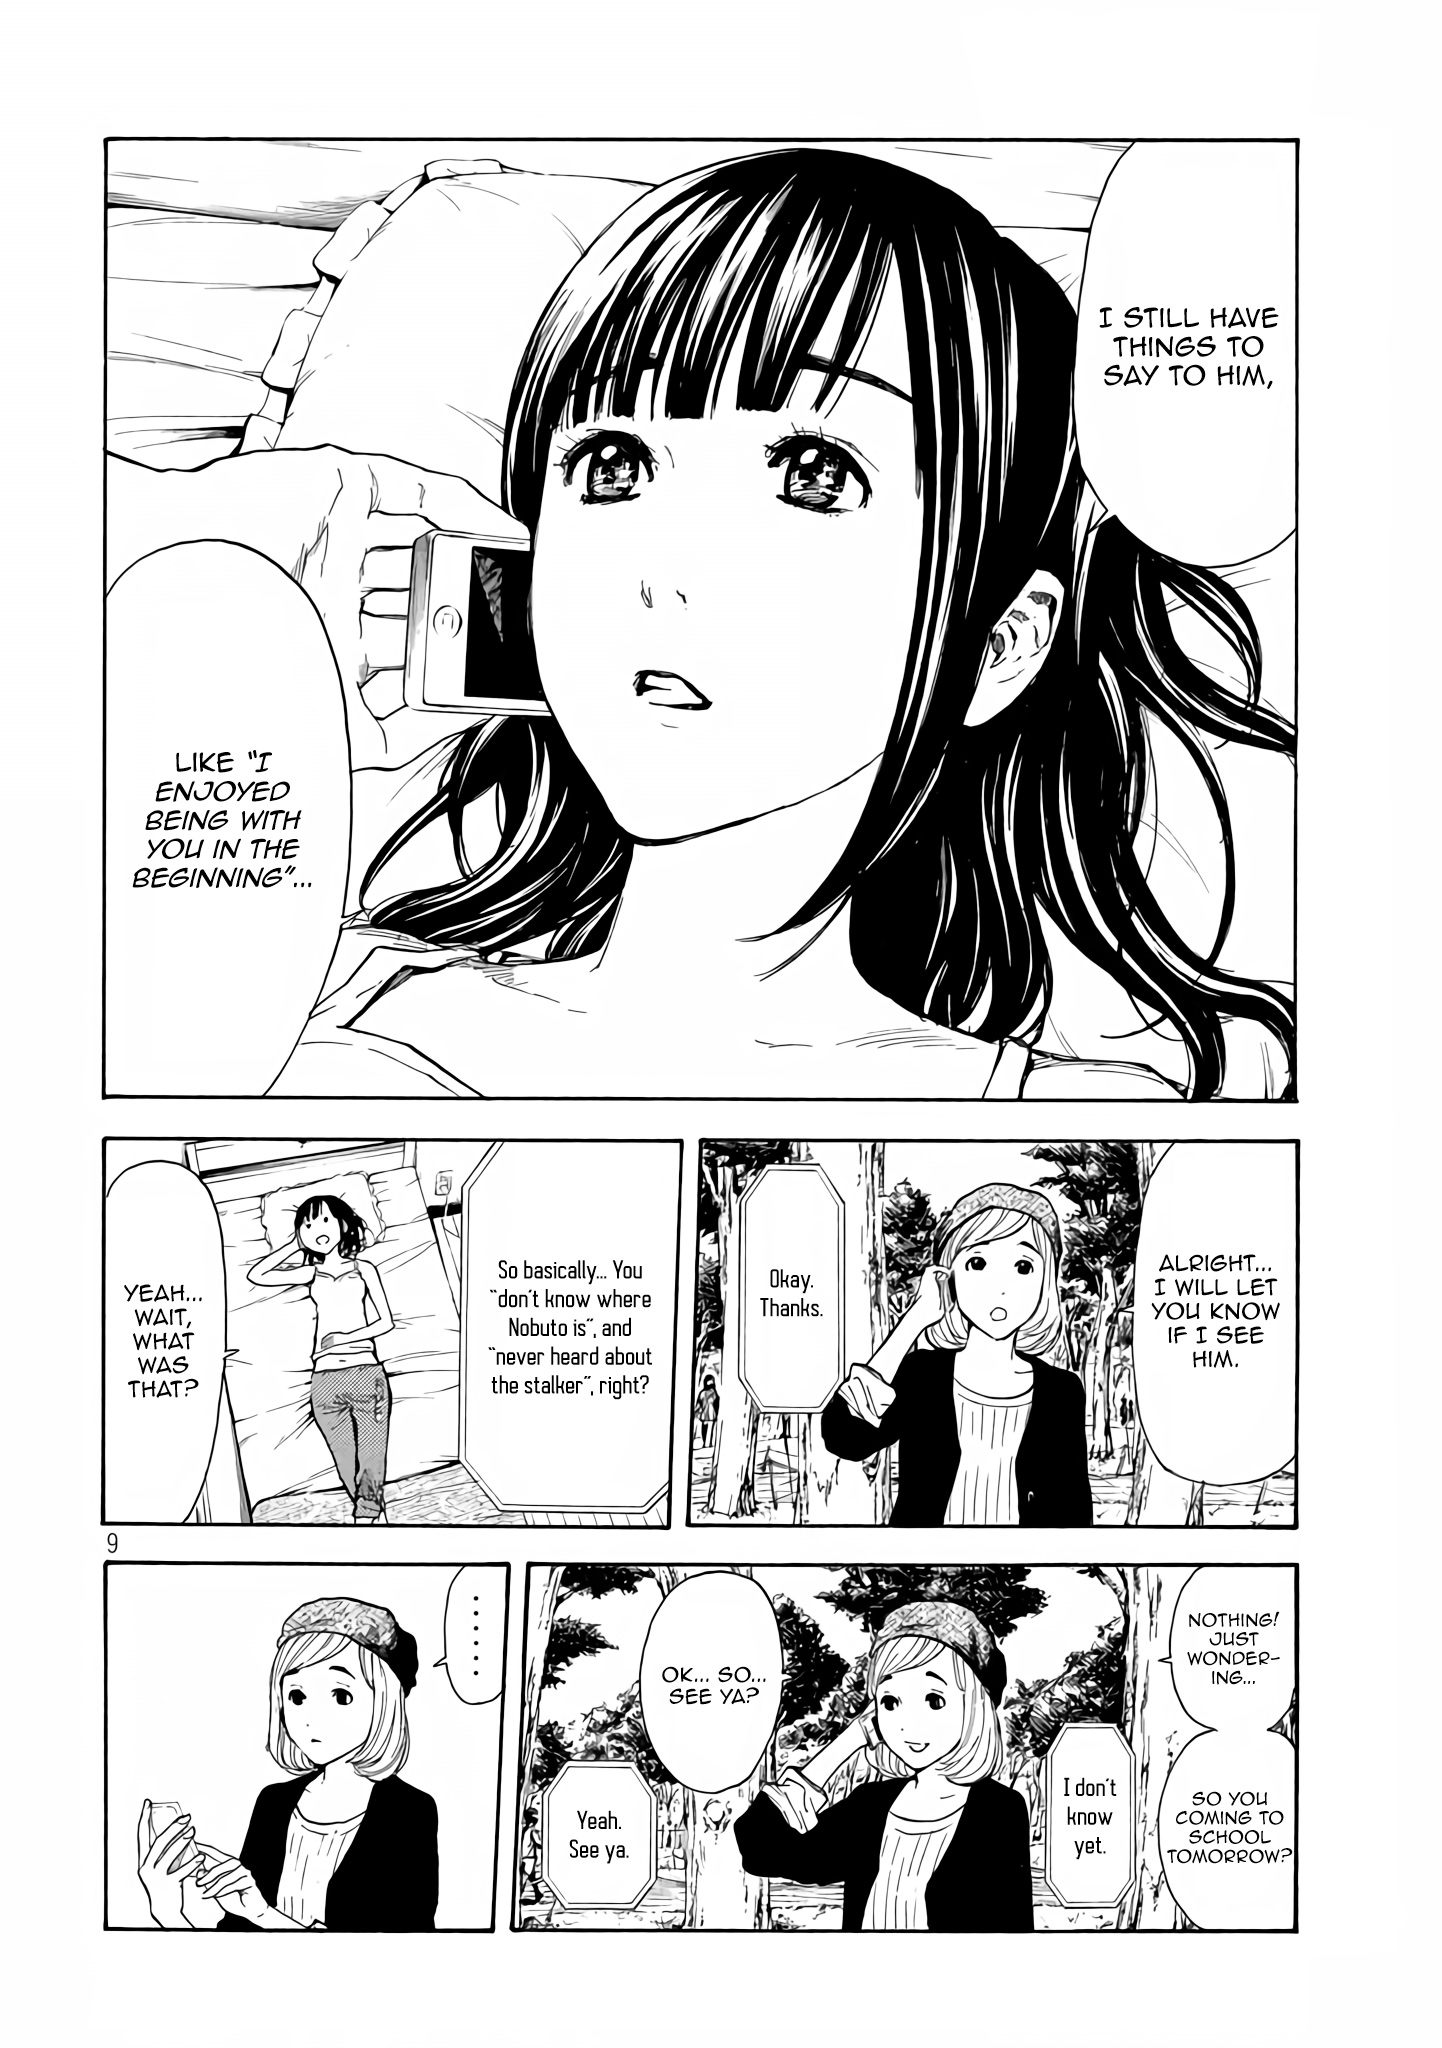 I STILL HAVE
THINGS TO
SAY TO HIM,
LIKE "I
ENJOYED
BEING WITH
YOU IN THE
BEGINNING"...
ALRIGHT...
I WILL LET
YOU KNOW
IF I SEE
HIM.
Okay.
Thanks.
So basically... You
"don't know where
Nobuto is", and
"never heard about
the stalker", right?
YEAH...
WAIT,
WHAT
WAS
THAT?
9
NOTHING!
JUST
WONDER-
ING...
SO YOU
COMING TO
SCHOOL
TOMORROW?
I don't
know
yet.
OK... SO...
SEE YA?
Yeah.
See ya.
......